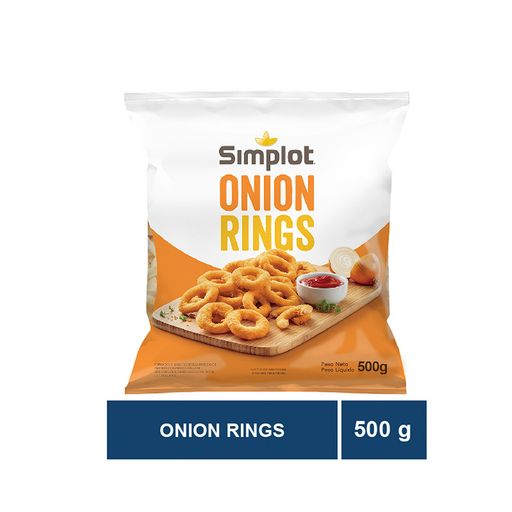 Simplot
ONION
RINGS
Peso Neto
Peso Líquido 500g
ONION RINGS
500 g